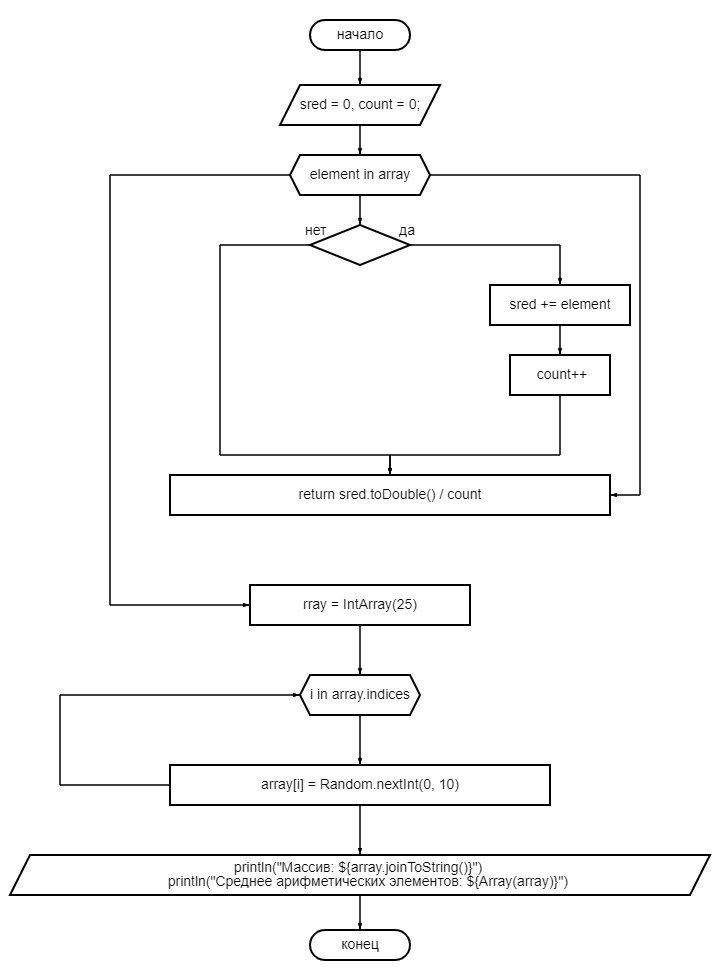 начало
sred = 0, count = 0;
element in array
нет
да
sred += element
count++
return sred.toDouble() / count
rray = IntArray(25)
i in array.indices
array[i] = Random.nextInt(0, 10)
println("Массив: ${array.joinToString()}")
println("Среднее арифметических элементов: ${Array(array)}")
конец